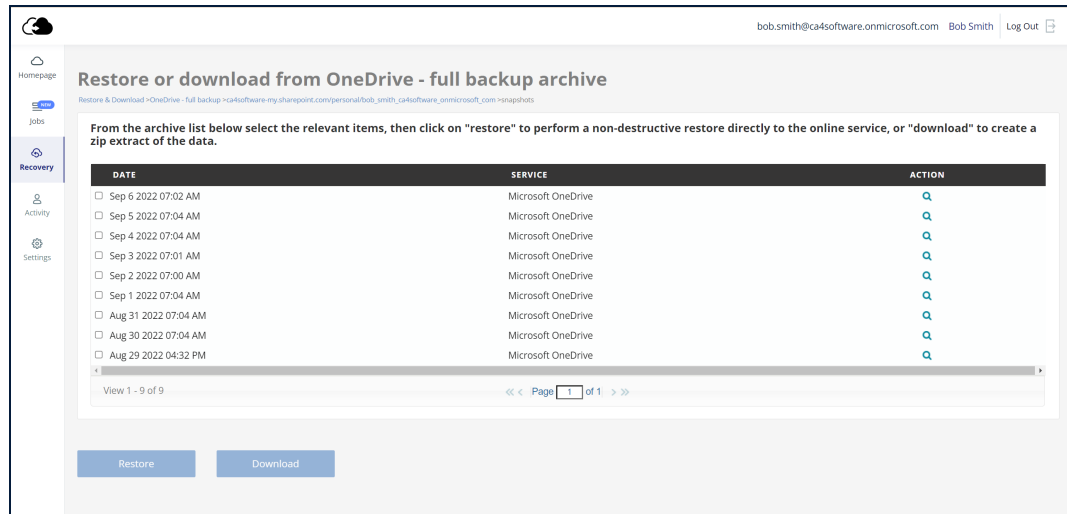 bob.smith@ca4software.onmicrosoft.com Bob Smith Log Out
Homepage
NEW
Jobs
Recovery
Activity
Settings
Restore or download from OneDrive - full backup archive
Restore & Download >OneDrive - full backup >ca4software-my.sharepoint.com/personal/bob_smith_ca4software_onmicrosoft_com >snapshots
From the archive list below select the relevant items, then click on "restore" to perform a non-destructive restore directly to the online service, or "download" to create a
zip extract of the data.
DATE SERVICE ACTION
Sep 6 2022 07:02 AM Microsoft OneDrive
Sep 5 2022 07:04 AM Microsoft OneDrive
Sep 4 2022 07:04 AM Microsoft OneDrive
Sep 3 2022 07:01 AM Microsoft OneDrive
Sep 2 2022 07:00 AM Microsoft OneDrive
Sep 1 2022 07:04 AM Microsoft OneDrive
Aug 31 2022 07:04 AM Microsoft OneDrive
Aug 30 2022 07:04 AM Microsoft OneDrive
Aug 29 2022 04:32 PM Microsoft OneDrive
View 1 - 9 of 9 Page 1 of 1
Restore Download